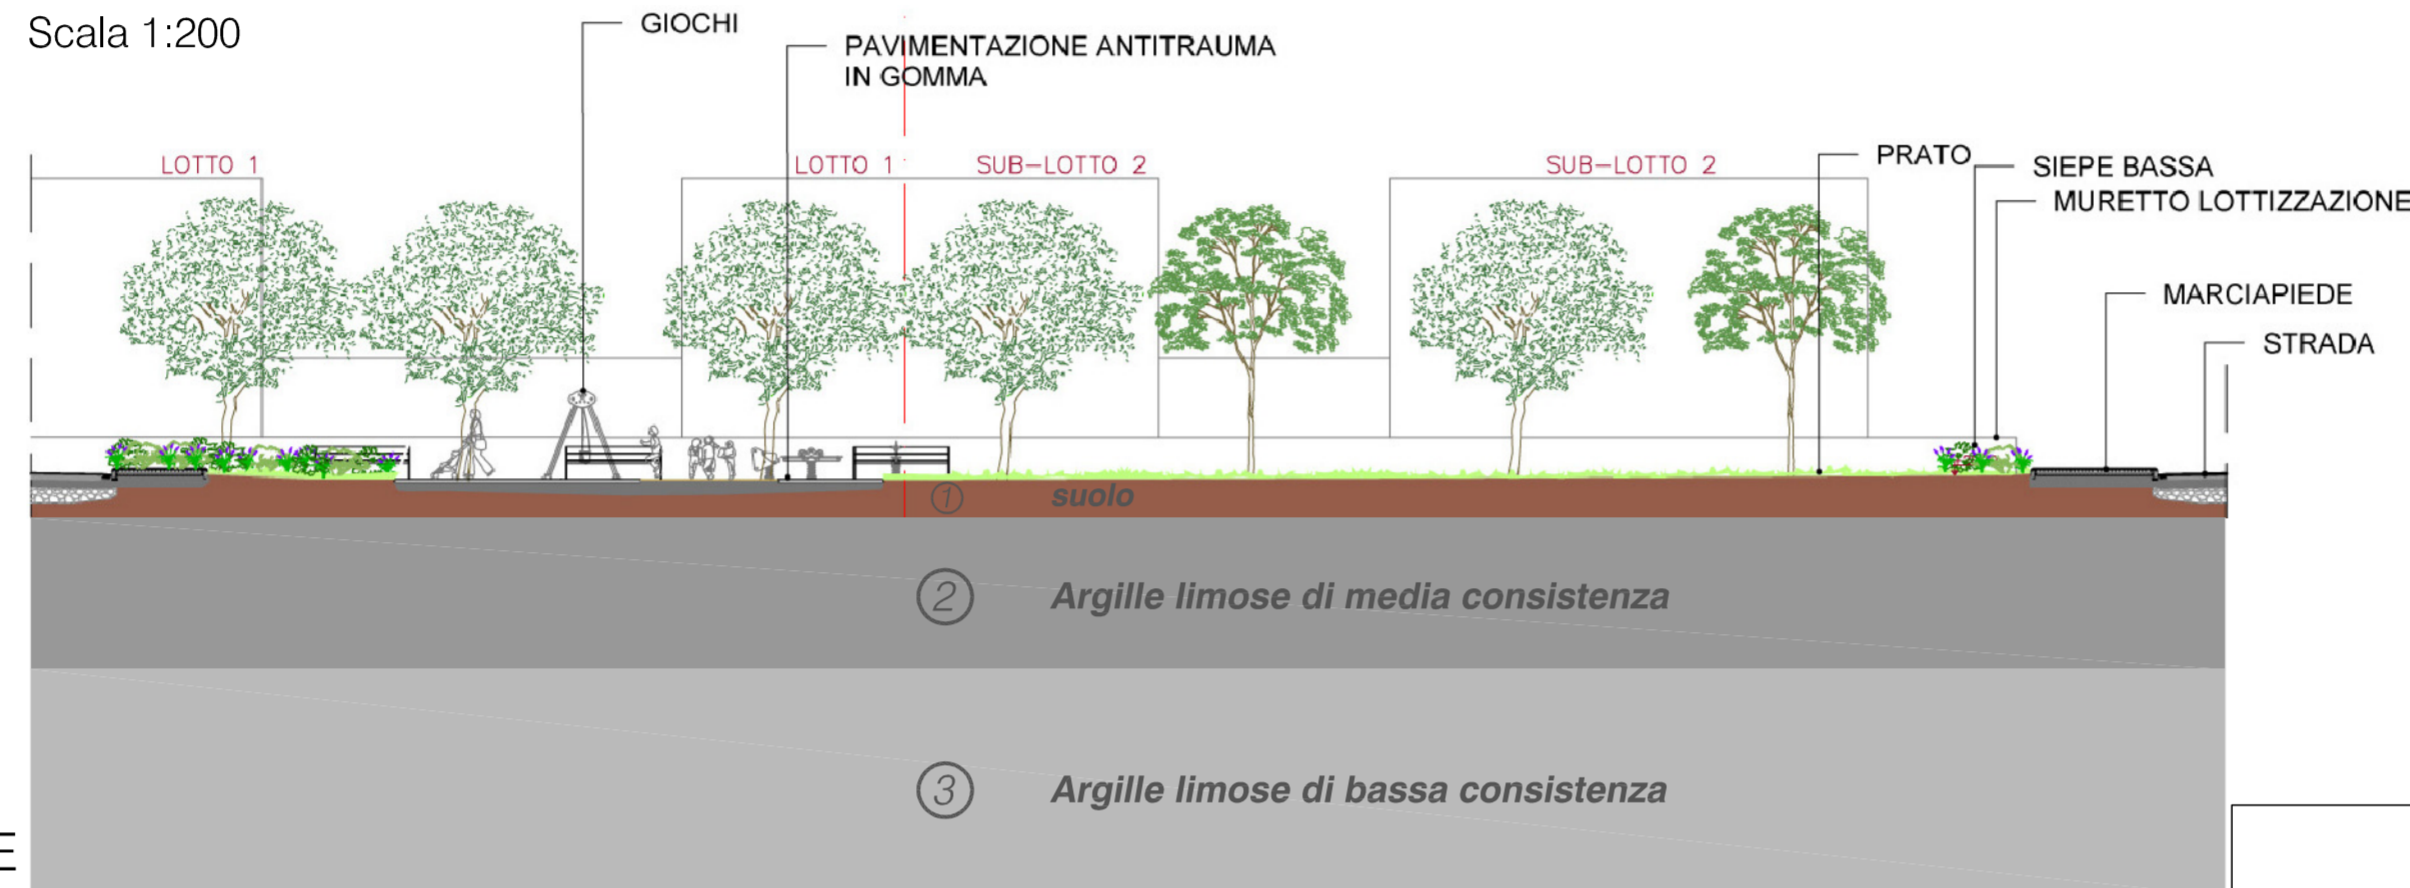 Scala 1:200
GIOCHI
PAVIMENTAZIONE ANTITRAUMA
IN GOMMA
LOTTO 1
LOTTO 1
SUB-LOTTO 2
SUB-LOTTO 2
PRATO
SIEPE BASSA
MURETTO LOTTIZZAZIONE
MARCIAPIEDE
STRADA
1 suolo
2 Argille limose di media consistenza
3 Argille limose di bassa consistenza
E